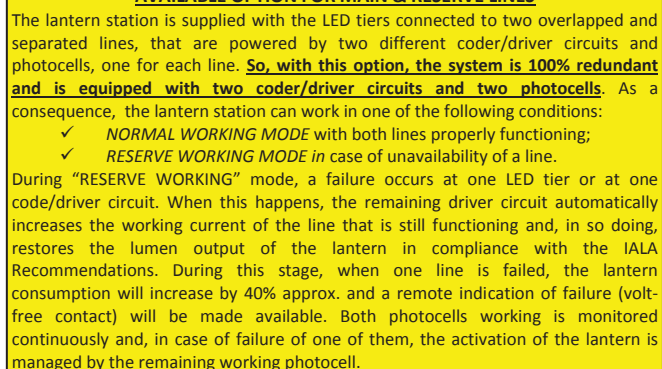 AVAILABLE OPTION FOR MAIN & RESERVE LINES
The lantern station is supplied with the LED tiers connected to two overlapped and
separated lines, that are powered by two different coder/driver circuits and
photocells, one for each line. So, with this option, the system is 100% redundant
and is equipped with two coder/driver circuits and two photocells. As a
consequence, the lantern station can work in one of the following conditions:
✓ NORMAL WORKING MODE with both lines properly functioning;
✓ RESERVE WORKING MODE in case of unavailability of a line.
During “RESERVE WORKING” mode, a failure occurs at one LED tier or at one
code/driver circuit. When this happens, the remaining driver circuit automatically
increases the working current of the line that is still functioning and, in so doing,
restores the lumen output of the lantern in compliance with the IALA
Recommendations. During this stage, when one line is failed, the lantern
consumption will increase by 40% approx. and a remote indication of failure (volt-
free contact) will be made available. Both photocells working is monitored
continuously and, in case of failure of one of them, the activation of the lantern is
managed by the remaining working photocell.